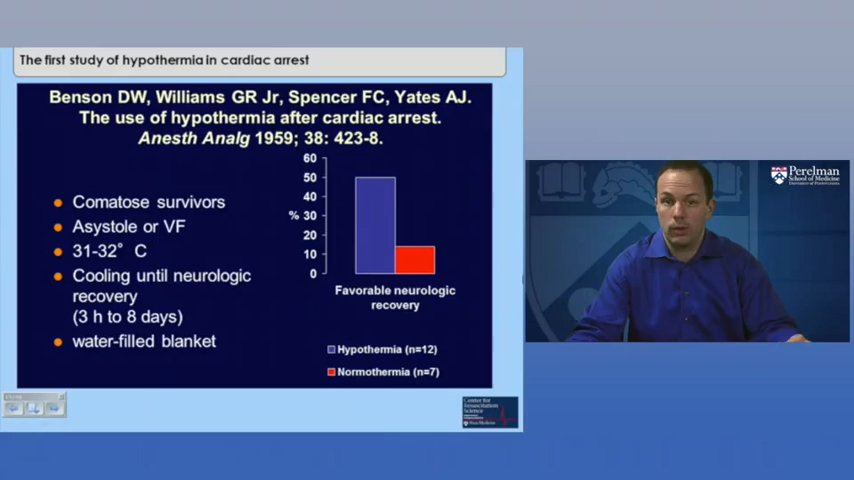 The first study of hypothermia in cardiac arrest
Benson DW, Williams GR Jr, Spencer FC, Yates AJ.
The use of hypothermia after cardiac arrest.
Anesth Analg 1959; 38: 423-8.
Comatose survivors
Asystole or VF
31-32° C
Cooling until neurologic
recovery
(3 h to 8 days)
water-filled blanket
60
50
40
% 30
20
10
0
Favorable neurologic
recovery
Hypothermia (n=12)
Normothermia (n=7)
Center for
Resuscitation
Science
Penn Medicine
Perelman
School of Medicine
University of Pennsylvania